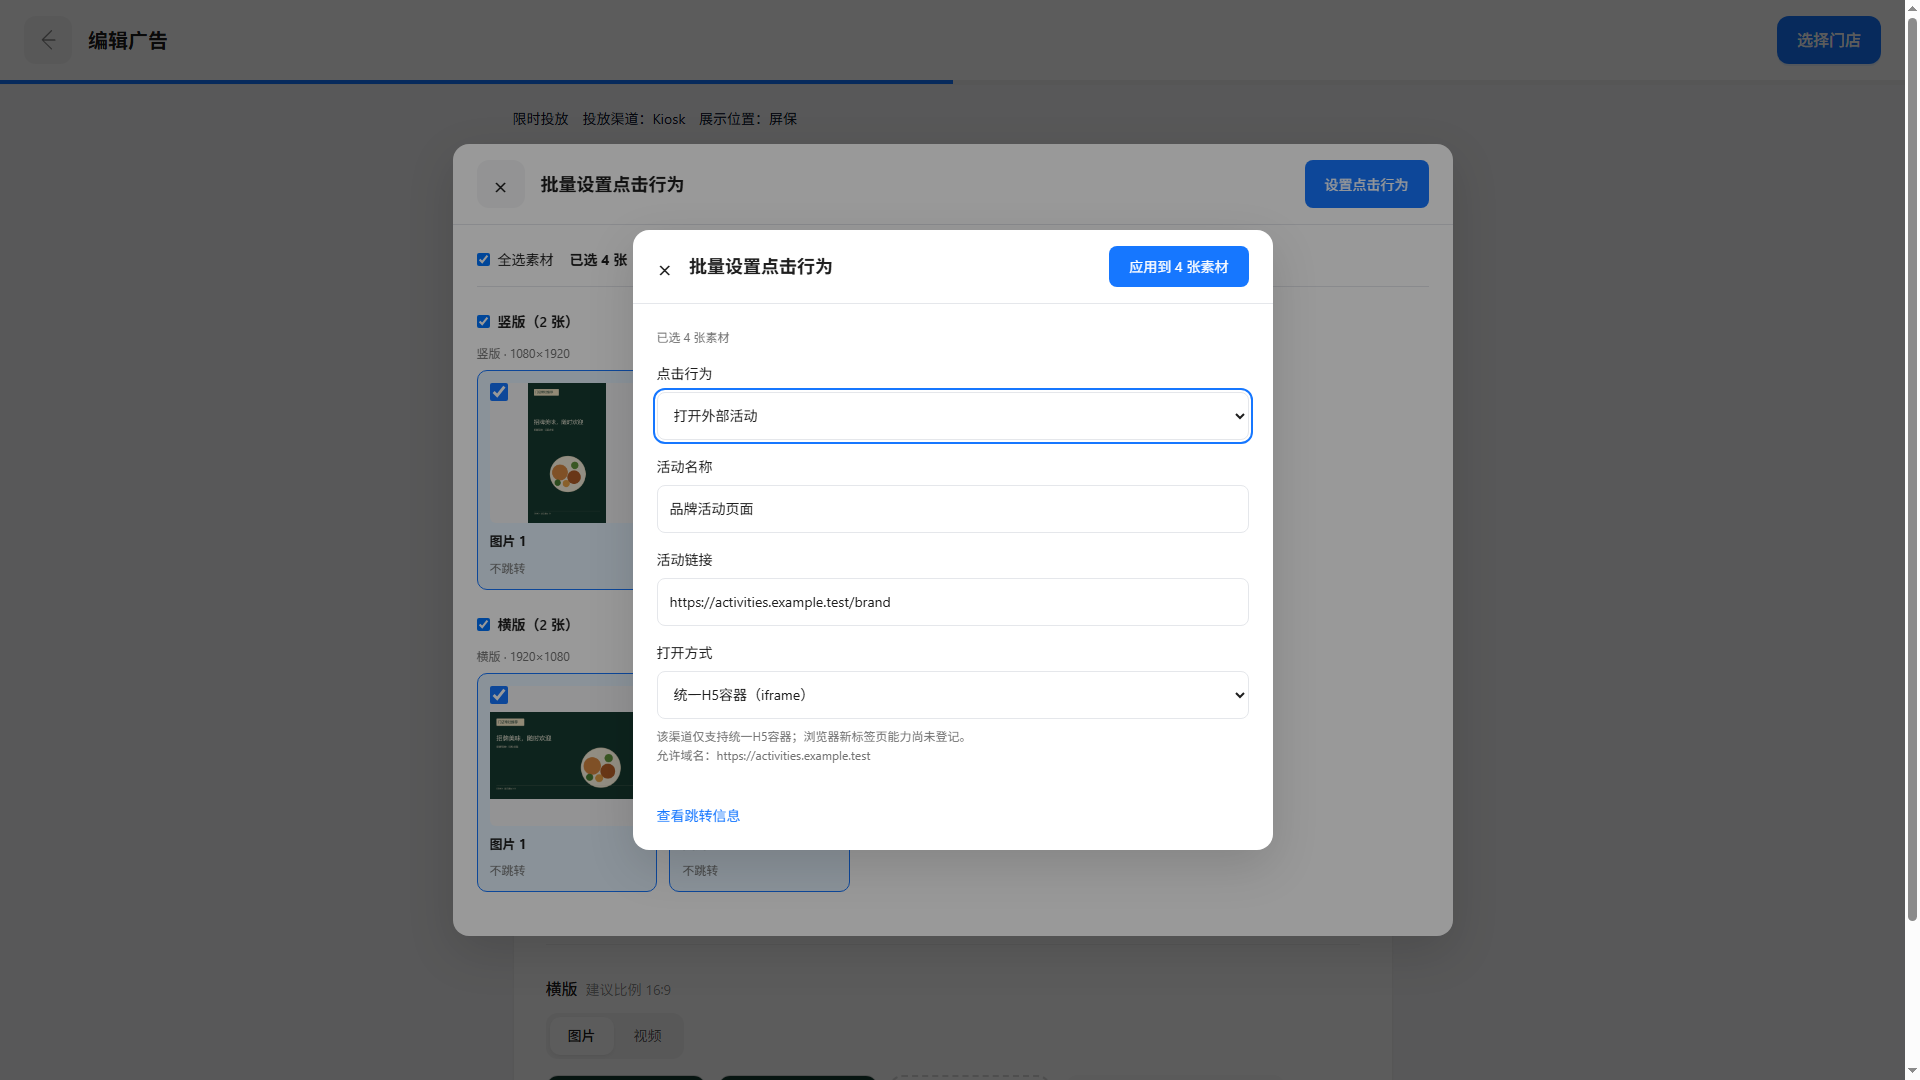 编辑广告
选择门店
限时投放 投放渠道：Kiosk 展示位置：屏保
批量设置点击行为
设置点击行为
全选素材 已选 4 张
竖版（2 张）
竖版 · 1080×1920
图片 1
不跳转
横版（2 张）
横版 · 1920×1080
图片 1
不跳转
不跳转
批量设置点击行为
应用到 4 张素材
已选 4 张素材
点击行为
打开外部活动
活动名称
品牌活动页面
活动链接
https://activities.example.test/brand
打开方式
统一H5容器（iframe）
该渠道仅支持统一H5容器；浏览器新标签页能力尚未登记。
允许域名：https://activities.example.test
查看跳转信息
横版 建议比例 16:9
图片 视频